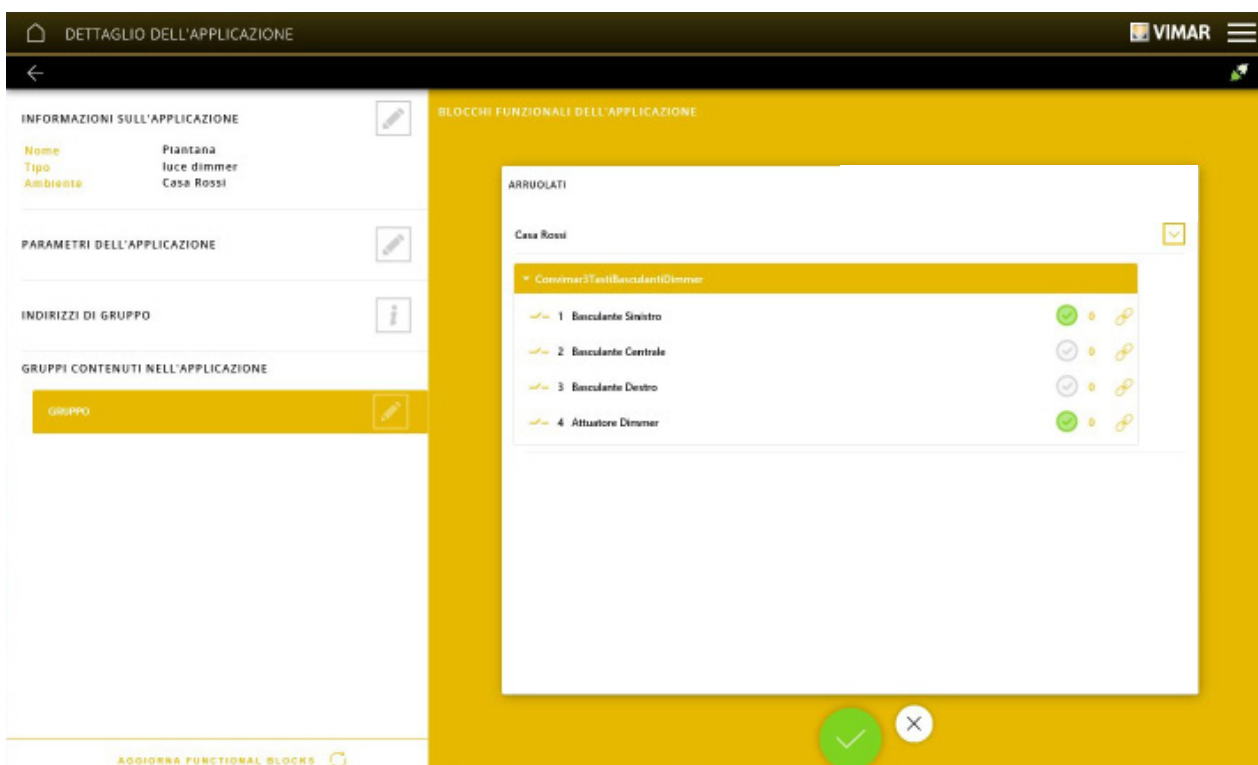 DETTAGLIO DELL'APPLICAZIONE
VIMAR
INFORMAZIONI SULL'APPLICAZIONE
Nome Piantana
Tipo luce dimmer
Ambiente Casa Rossi
PARAMETRI DELL'APPLICAZIONE
INDIRIZZI DI GRUPPO
GRUPPI CONTENUTI NELL'APPLICAZIONE
GRUPPO
AGGIORNA FUNCTIONAL BLOCKS
BLOCCHI FUNZIONALI DELL'APPLICAZIONE
ARRUOLATI
Casa Rossi
Convimar3TastiBasculantiDimmer
1 Basculante Sinistro 0
2 Basculante Centrale 0
3 Basculante Destro 0
4 Attuatore Dimmer 0